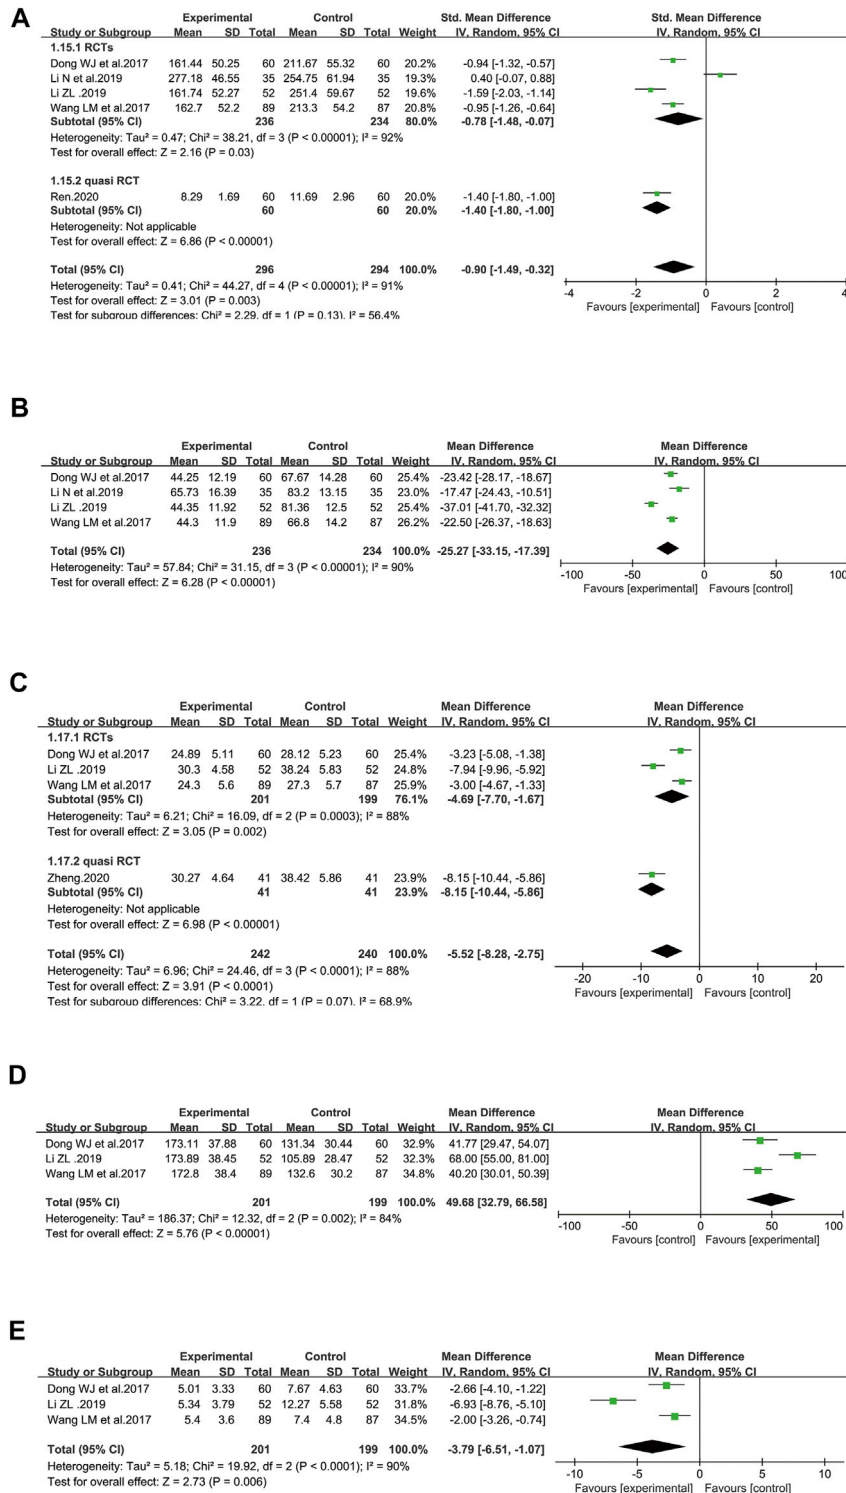 A
Experimental Control Std. Mean Difference Std. Mean Difference
Study or Subgroup Mean SD Total Mean SD Total Weight IV, Random, 95% CI IV, Random, 95% CI
1.15.1 RCTs
Dong WJ et al.2017 161.44 50.25 60 211.67 55.32 60 20.2% -0.94 [-1.32, -0.57]
Li N et al.2019 277.18 46.55 35 254.75 61.94 35 19.3% 0.40 [-0.07, 0.88]
Li ZL .2019 161.74 52.27 52 251.4 59.67 52 19.6% -1.59 [-2.03, -1.14]
Wang LM et al.2017 162.7 52.2 89 213.3 54.2 87 20.8% -0.95 [-1.26, -0.64]
Subtotal (95% CI) 236 234 80.0% -0.78 [-1.48, -0.07]
Heterogeneity: Tau² = 0.47; Chi² = 38.21, df = 3 (P < 0.00001); I² = 92%
Test for overall effect: Z = 2.16 (P = 0.03)
1.15.2 quasi RCT
Ren.2020 8.29 1.69 60 11.69 2.96 60 20.0% -1.40 [-1.80, -1.00]
Subtotal (95% CI) 60 60 20.0% -1.40 [-1.80, -1.00]
Heterogeneity: Not applicable
Test for overall effect: Z = 6.86 (P < 0.00001)
Total (95% CI) 296 294 100.0% -0.90 [-1.49, -0.32]
Heterogeneity: Tau² = 0.41; Chi² = 44.27, df = 4 (P < 0.00001); I² = 91%
Test for overall effect: Z = 3.01 (P = 0.003)
Test for subgroup differences: Chi² = 2.29, df = 1 (P = 0.13), I² = 56.4%
-4 -2 0 2 4
Favours [experimental] Favours [control]
B
Experimental Control Mean Difference Mean Difference
Study or Subgroup Mean SD Total Mean SD Total Weight IV, Random, 95% CI IV, Random, 95% CI
Dong WJ et al.2017 44.25 12.19 60 67.67 14.28 60 25.4% -23.42 [-28.17, -18.67]
Li N et al.2019 65.73 16.39 35 83.2 13.15 35 23.0% -17.47 [-24.43, -10.51]
Li ZL .2019 44.35 11.92 52 81.36 12.5 52 25.4% -37.01 [-41.70, -32.32]
Wang LM et al.2017 44.3 11.9 89 66.8 14.2 87 26.2% -22.50 [-26.37, -18.63]
Total (95% CI) 236 234 100.0% -25.27 [-33.15, -17.39]
Heterogeneity: Tau² = 57.84; Chi² = 31.15, df = 3 (P < 0.00001); I² = 90%
Test for overall effect: Z = 6.28 (P < 0.00001)
-100 -50 0 50 100
Favours [experimental] Favours [control]
C
Experimental Control Mean Difference Mean Difference
Study or Subgroup Mean SD Total Mean SD Total Weight IV, Random, 95% CI IV, Random, 95% CI
1.17.1 RCTs
Dong WJ et al.2017 24.89 5.11 60 28.12 5.23 60 25.4% -3.23 [-5.08, -1.38]
Li ZL .2019 30.3 4.58 52 38.24 5.83 52 24.8% -7.94 [-9.96, -5.92]
Wang LM et al.2017 24.3 5.6 89 27.3 5.7 87 25.9% -3.00 [-4.67, -1.33]
Subtotal (95% CI) 201 199 76.1% -4.69 [-7.70, -1.67]
Heterogeneity: Tau² = 6.21; Chi² = 16.09, df = 2 (P = 0.0003); I² = 88%
Test for overall effect: Z = 3.05 (P = 0.002)
1.17.2 quasi RCT
Zheng.2020 30.27 4.64 41 38.42 5.86 41 23.9% -8.15 [-10.44, -5.86]
Subtotal (95% CI) 41 41 23.9% -8.15 [-10.44, -5.86]
Heterogeneity: Not applicable
Test for overall effect: Z = 6.98 (P < 0.00001)
Total (95% CI) 242 240 100.0% -5.52 [-8.28, -2.75]
Heterogeneity: Tau² = 6.96; Chi² = 24.46, df = 3 (P < 0.0001); I² = 88%
Test for overall effect: Z = 3.91 (P < 0.0001)
Test for subgroup differences: Chi² = 3.22, df = 1 (P = 0.07), I² = 68.9%
-20 -10 0 10 20
Favours [experimental] Favours [control]
D
Experimental Control Mean Difference Mean Difference
Study or Subgroup Mean SD Total Mean SD Total Weight IV, Random, 95% CI IV, Random, 95% CI
Dong WJ et al.2017 173.11 37.88 60 131.34 30.44 60 32.9% 41.77 [29.47, 54.07]
Li ZL .2019 173.89 38.45 52 105.89 28.47 52 32.3% 68.00 [55.00, 81.00]
Wang LM et al.2017 172.8 38.4 89 132.6 30.2 87 34.8% 40.20 [30.01, 50.39]
Total (95% CI) 201 199 100.0% 49.68 [32.79, 66.58]
Heterogeneity: Tau² = 186.37; Chi² = 12.32, df = 2 (P = 0.002); I² = 84%
Test for overall effect: Z = 5.76 (P < 0.00001)
-100 -50 0 50 100
Favours [control] Favours [experimental]
E
Experimental Control Mean Difference Mean Difference
Study or Subgroup Mean SD Total Mean SD Total Weight IV, Random, 95% CI IV, Random, 95% CI
Dong WJ et al.2017 5.01 3.33 60 7.67 4.63 60 33.7% -2.66 [-4.10, -1.22]
Li ZL .2019 5.34 3.79 52 12.27 5.58 52 31.8% -6.93 [-8.76, -5.10]
Wang LM et al.2017 5.4 3.6 89 7.4 4.8 87 34.5% -2.00 [-3.26, -0.74]
Total (95% CI) 201 199 100.0% -3.79 [-6.51, -1.07]
Heterogeneity: Tau² = 5.18; Chi² = 19.92, df = 2 (P < 0.0001); I² = 90%
Test for overall effect: Z = 2.73 (P = 0.006)
-10 -5 0 5 10
Favours [experimental] Favours [control]